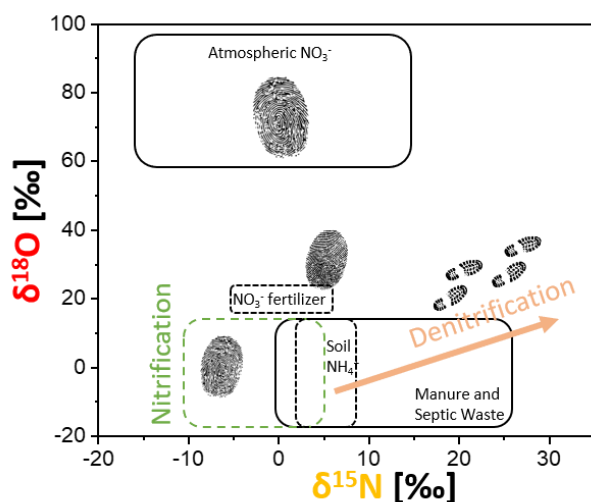 100
80
60
40
20
0
-20
-20
-10
0
10
20
30
δ¹⁸O [‰]
δ¹⁵N [‰]
Atmospheric NO₃⁻
NO₃⁻ fertilizer
Nitrification
Soil
NH₄⁺
Denitrification
Manure and
Septic Waste